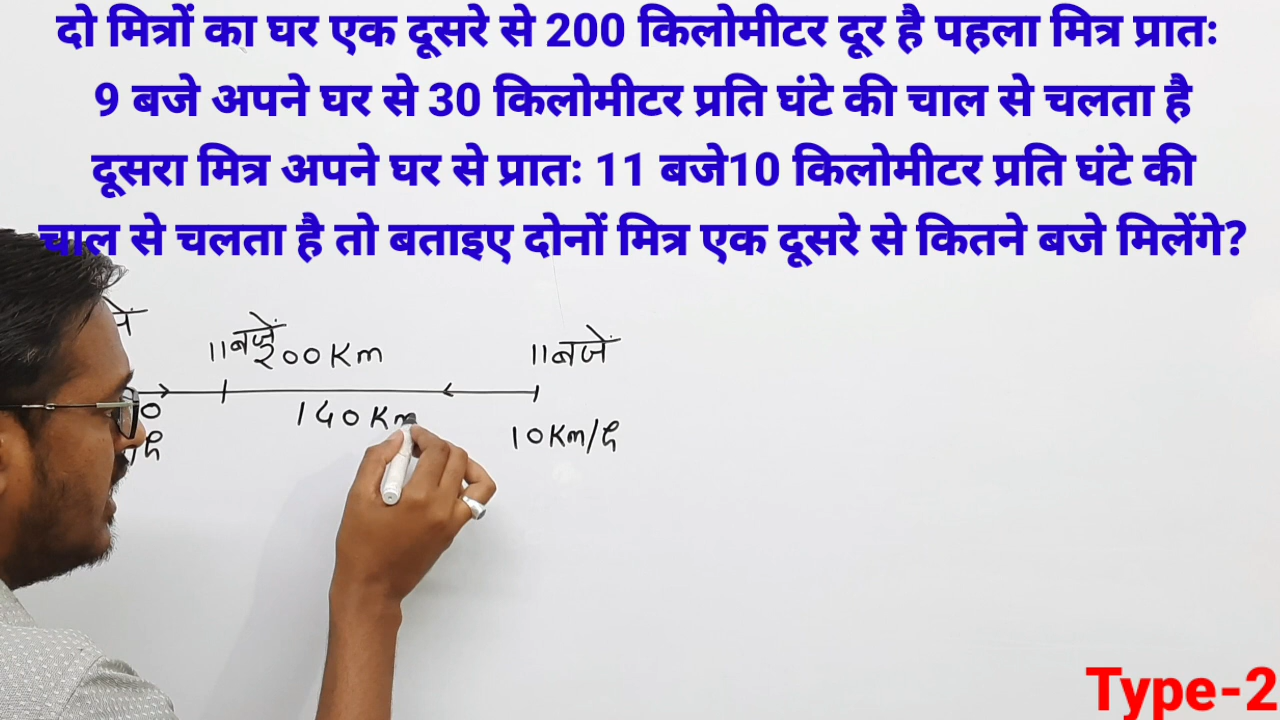 दो मित्रों का घर एक दूसरे से 200 किलोमीटर दूर है पहला मित्र प्रातः
9 बजे अपने घर से 30 किलोमीटर प्रति घंटे की चाल से चलता है
दूसरा मित्र अपने घर से प्रातः 11 बजे10 किलोमीटर प्रति घंटे की
चाल से चलता है तो बताइए दोनों मित्र एक दूसरे से कितने बजे मिलेंगे?
11बजें 200Km 11बजें
140Km
10Km/h
Type-2